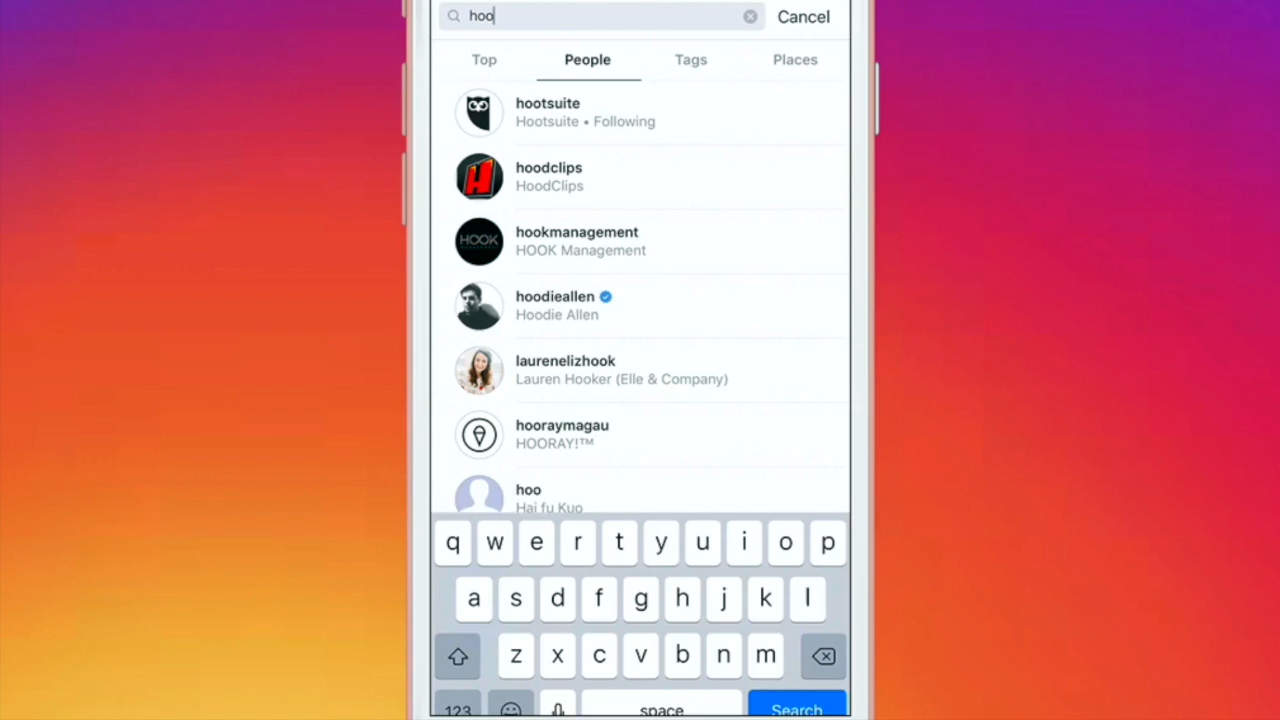 hoo
Cancel
Top People Tags Places
hootsuite
Hootsuite • Following
H
hoodclips
HoodClips
HOOK
hookmanagement
HOOK Management
hoodieallen
Hoodie Allen
laurenelizhook
Lauren Hooker (Elle & Company)
hooraymagau
HOORAY!™
hoo
Hai fu Kuo
q w e r t y u i o p
a s d f g h j k l
z x c v b n m
123 space Search